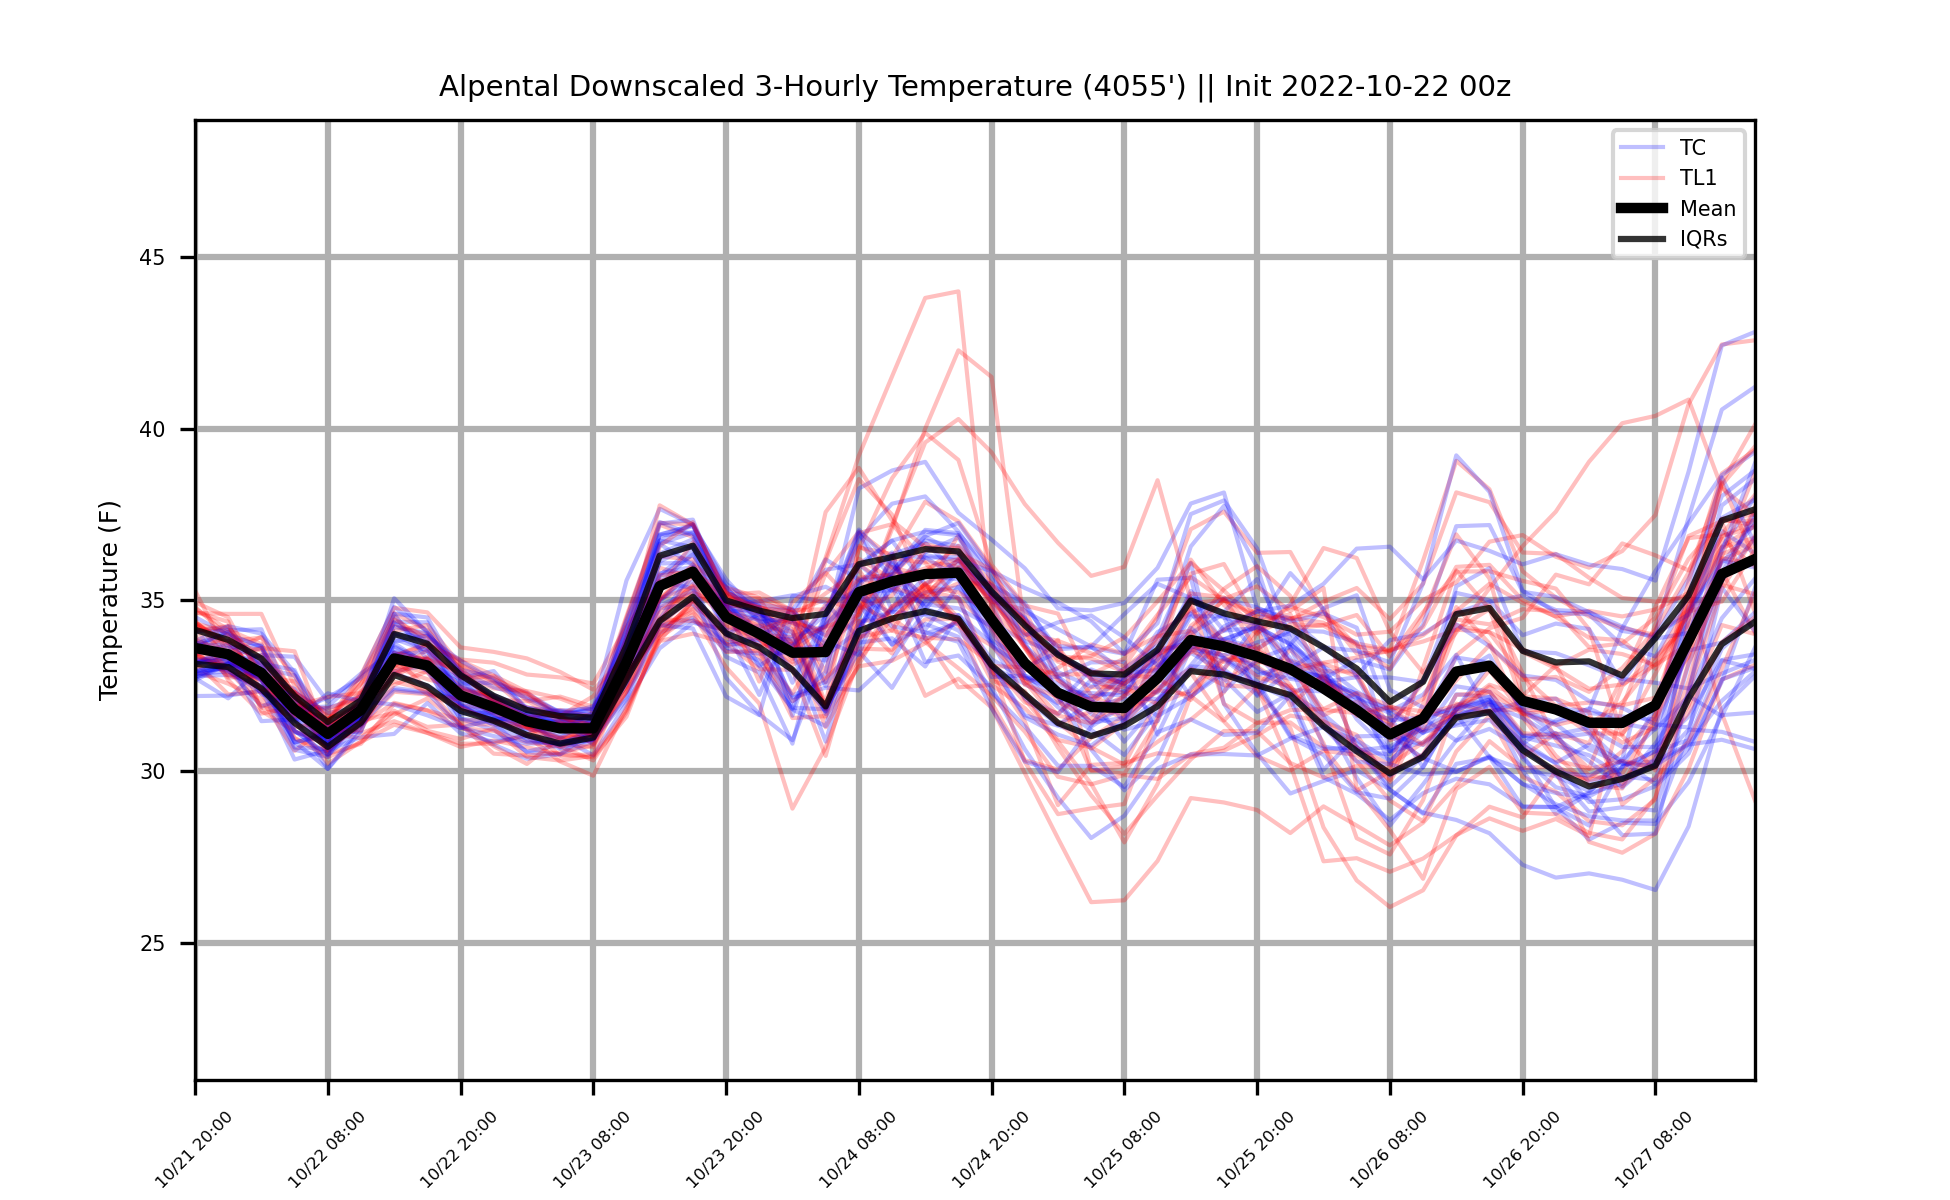 Alpental Downscaled 3-Hourly Temperature (4055') || Init 2022-10-22 00z
TC
TL1
Mean
IQRs
Temperature (F)
45
40
35
30
25
10/21 20:00
10/22 08:00
10/22 20:00
10/23 08:00
10/23 20:00
10/24 08:00
10/24 20:00
10/25 08:00
10/25 20:00
10/26 08:00
10/26 20:00
10/27 08:00